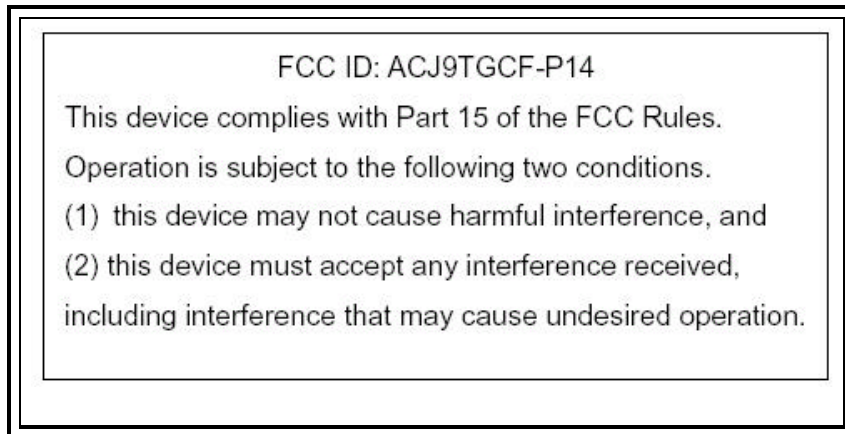 FCC ID: ACJ9TGCF-P14
This device complies with Part 15 of the FCC Rules.
Operation is subject to the following two conditions.
(1) this device may not cause harmful interference, and
(2) this device must accept any interference received,
including interference that may cause undesired operation.